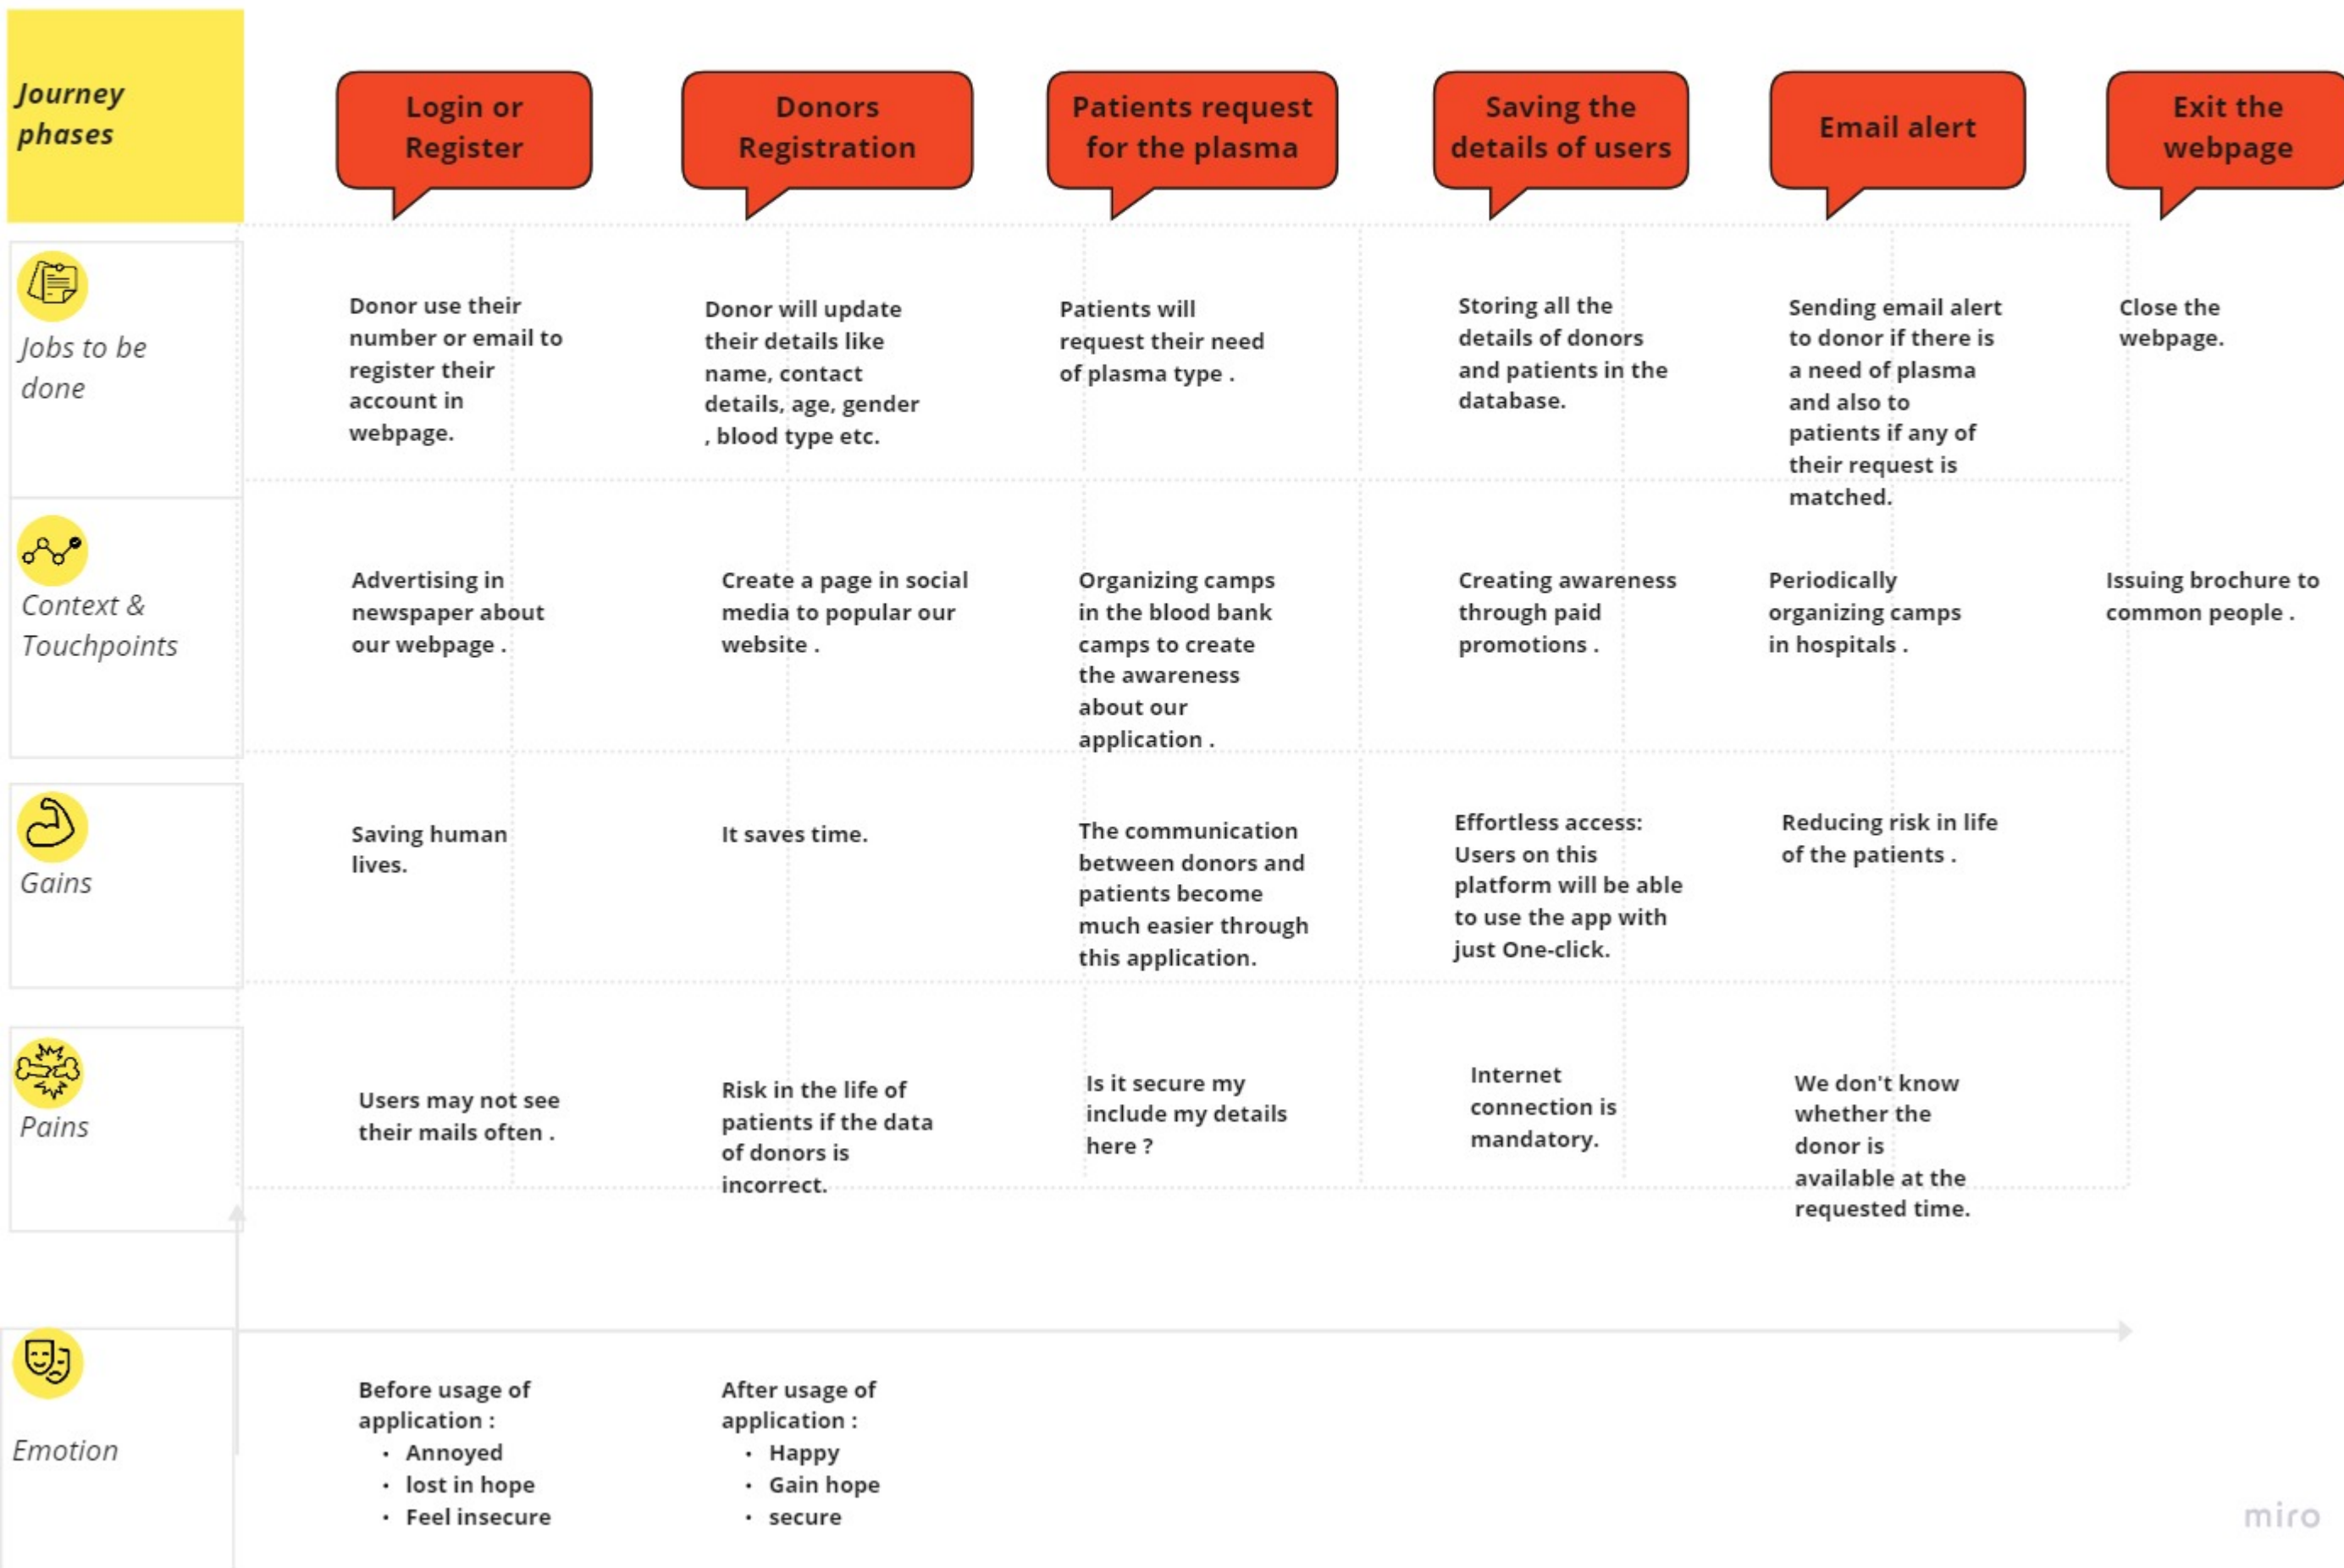 Journey
phases
Login or
Register
Donors
Registration
Patients request
for the plasma
Saving the
details of users
Email alert
Exit the
webpage
Jobs to be
done
Donor use their
number or email to
register their
account in
webpage.
Donor will update
their details like
name, contact
details, age, gender
, blood type etc.
Patients will
request their need
of plasma type .
Storing all the
details of donors
and patients in the
database.
Sending email alert
to donor if there is
a need of plasma
and also to
patients if any of
their request is
matched.
Close the
webpage.
Context &
Touchpoints
Advertising in
newspaper about
our webpage .
Create a page in social
media to popular our
website .
Organizing camps
in the blood bank
camps to create
the awareness
about our
application .
Creating awareness
through paid
promotions .
Periodically
organizing camps
in hospitals .
Issuing brochure to
common people .
Gains
Saving human
lives.
It saves time.
The communication
between donors and
patients become
much easier through
this application.
Effortless access:
Users on this
platform will be able
to use the app with
just One-click.
Reducing risk in life
of the patients .
Pains
Users may not see
their mails often .
Risk in the life of
patients if the data
of donors is
incorrect.
Is it secure my
include my details
here ?
Internet
connection is
mandatory.
We don't know
whether the
donor is
available at the
requested time.
Emotion
Before usage of
application :
• Annoyed
• lost in hope
• Feel insecure
After usage of
application :
• Happy
• Gain hope
• secure
miro